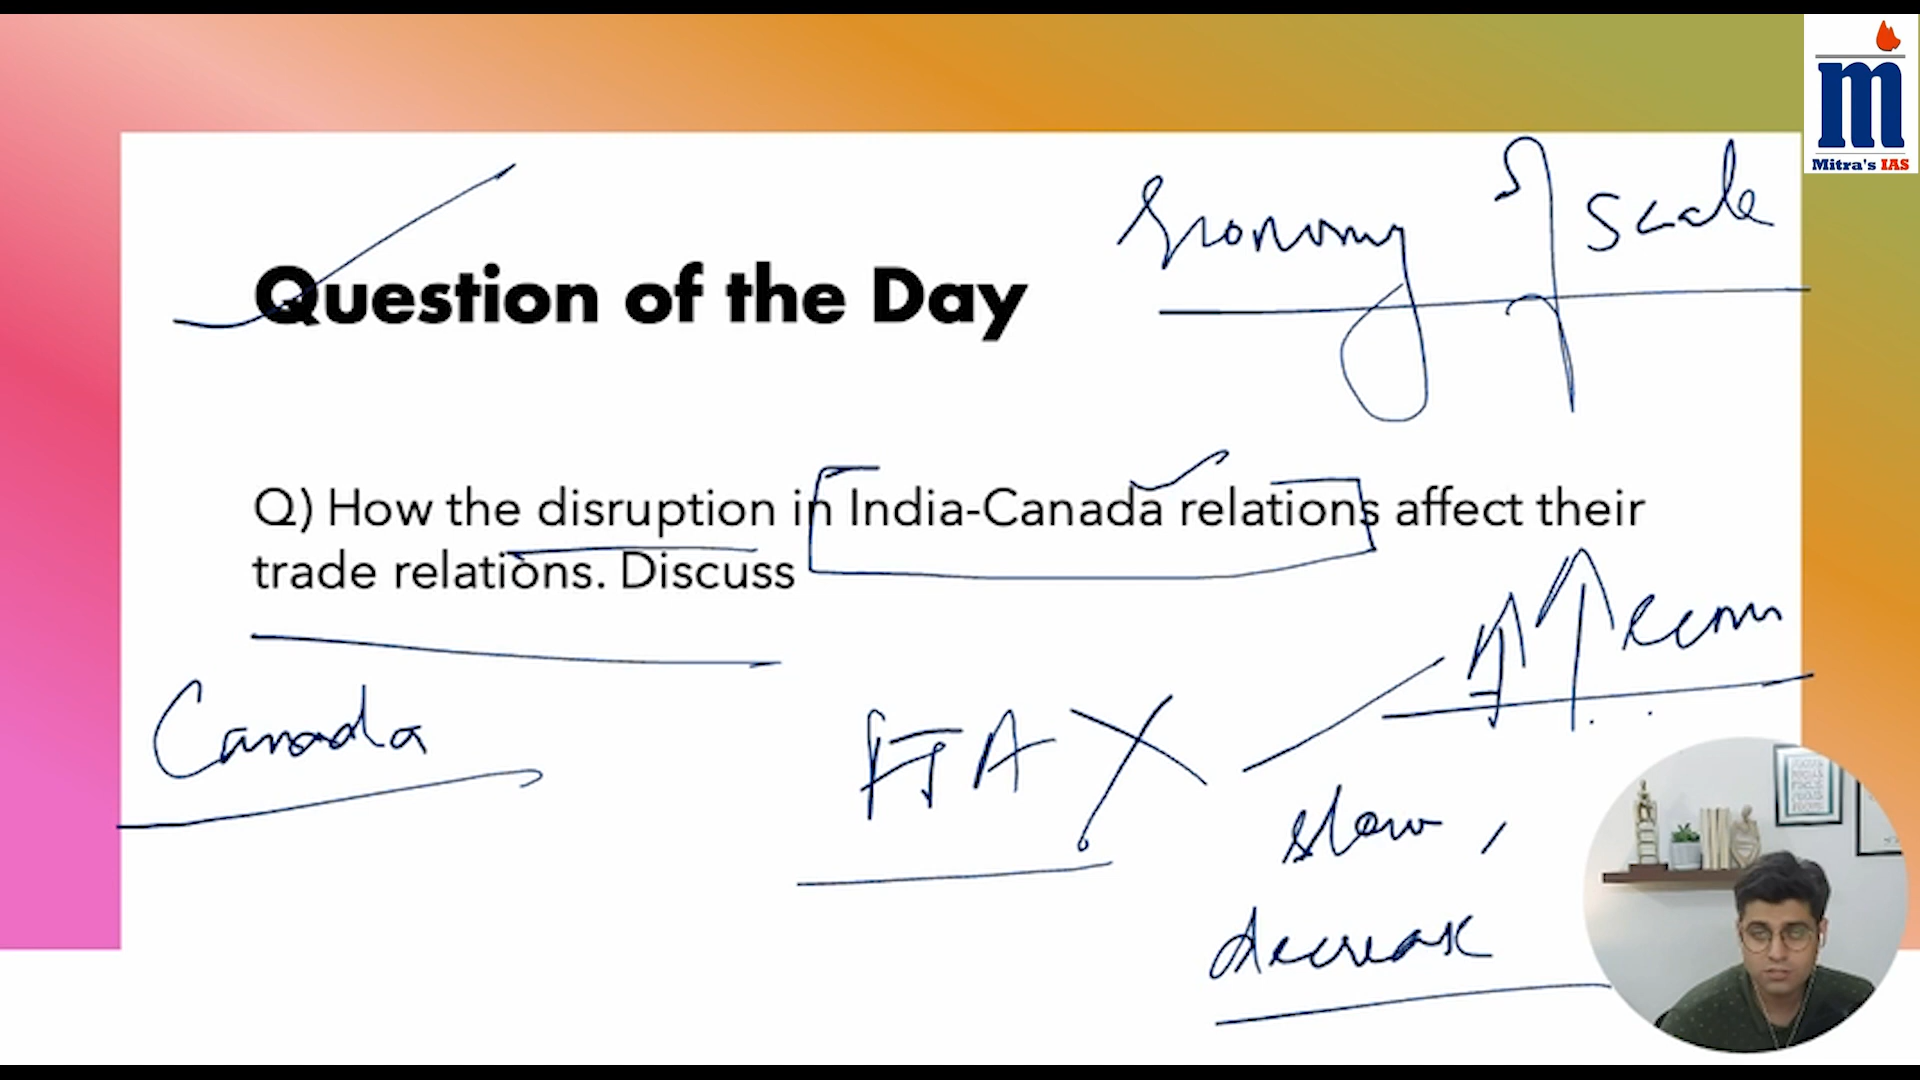 m
Mitra's IAS
Economy of Scale
Question of the Day
Q) How the disruption in India-Canada relations affect their
trade relations. Discuss
Canada
FTA
slow,
decrease